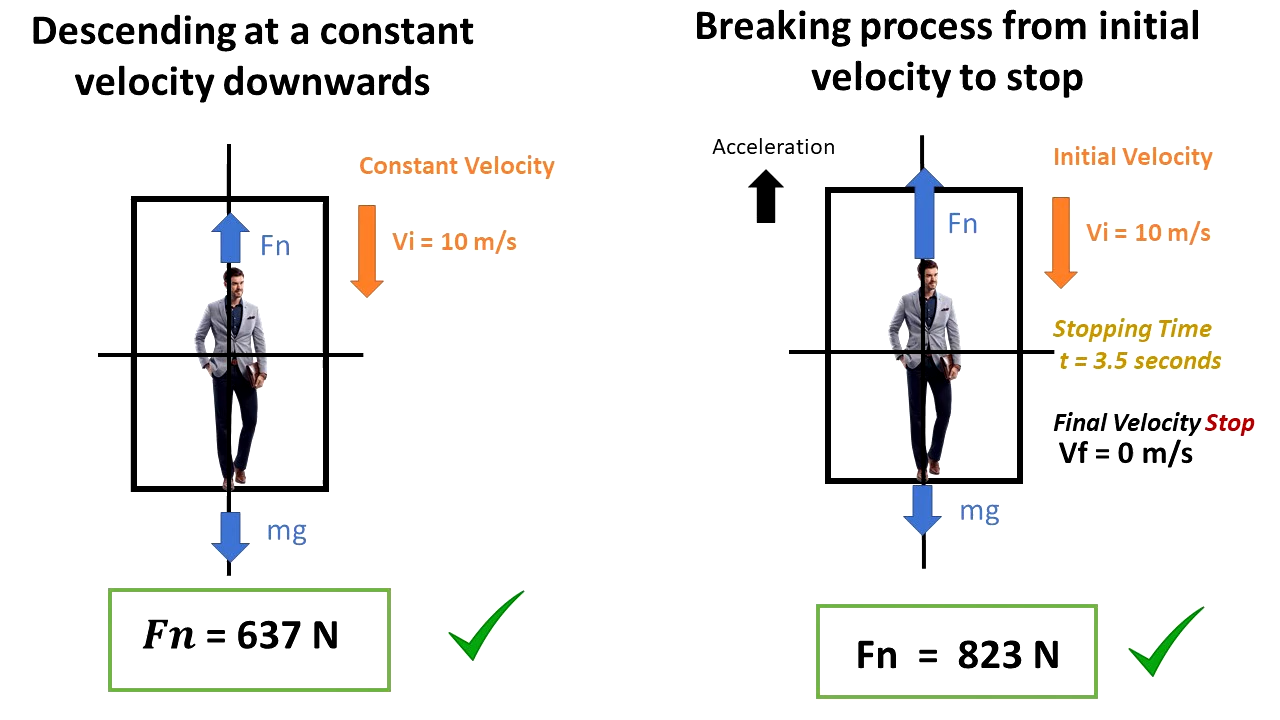 Descending at a constant
velocity downwards
Constant Velocity
Vi = 10 m/s
Fn
mg
Fn = 637 N
Breaking process from initial
velocity to stop
Acceleration
Initial Velocity
Fn
Vi = 10 m/s
Stopping Time
t = 3.5 seconds
Final Velocity Stop
Vf = 0 m/s
mg
Fn = 823 N